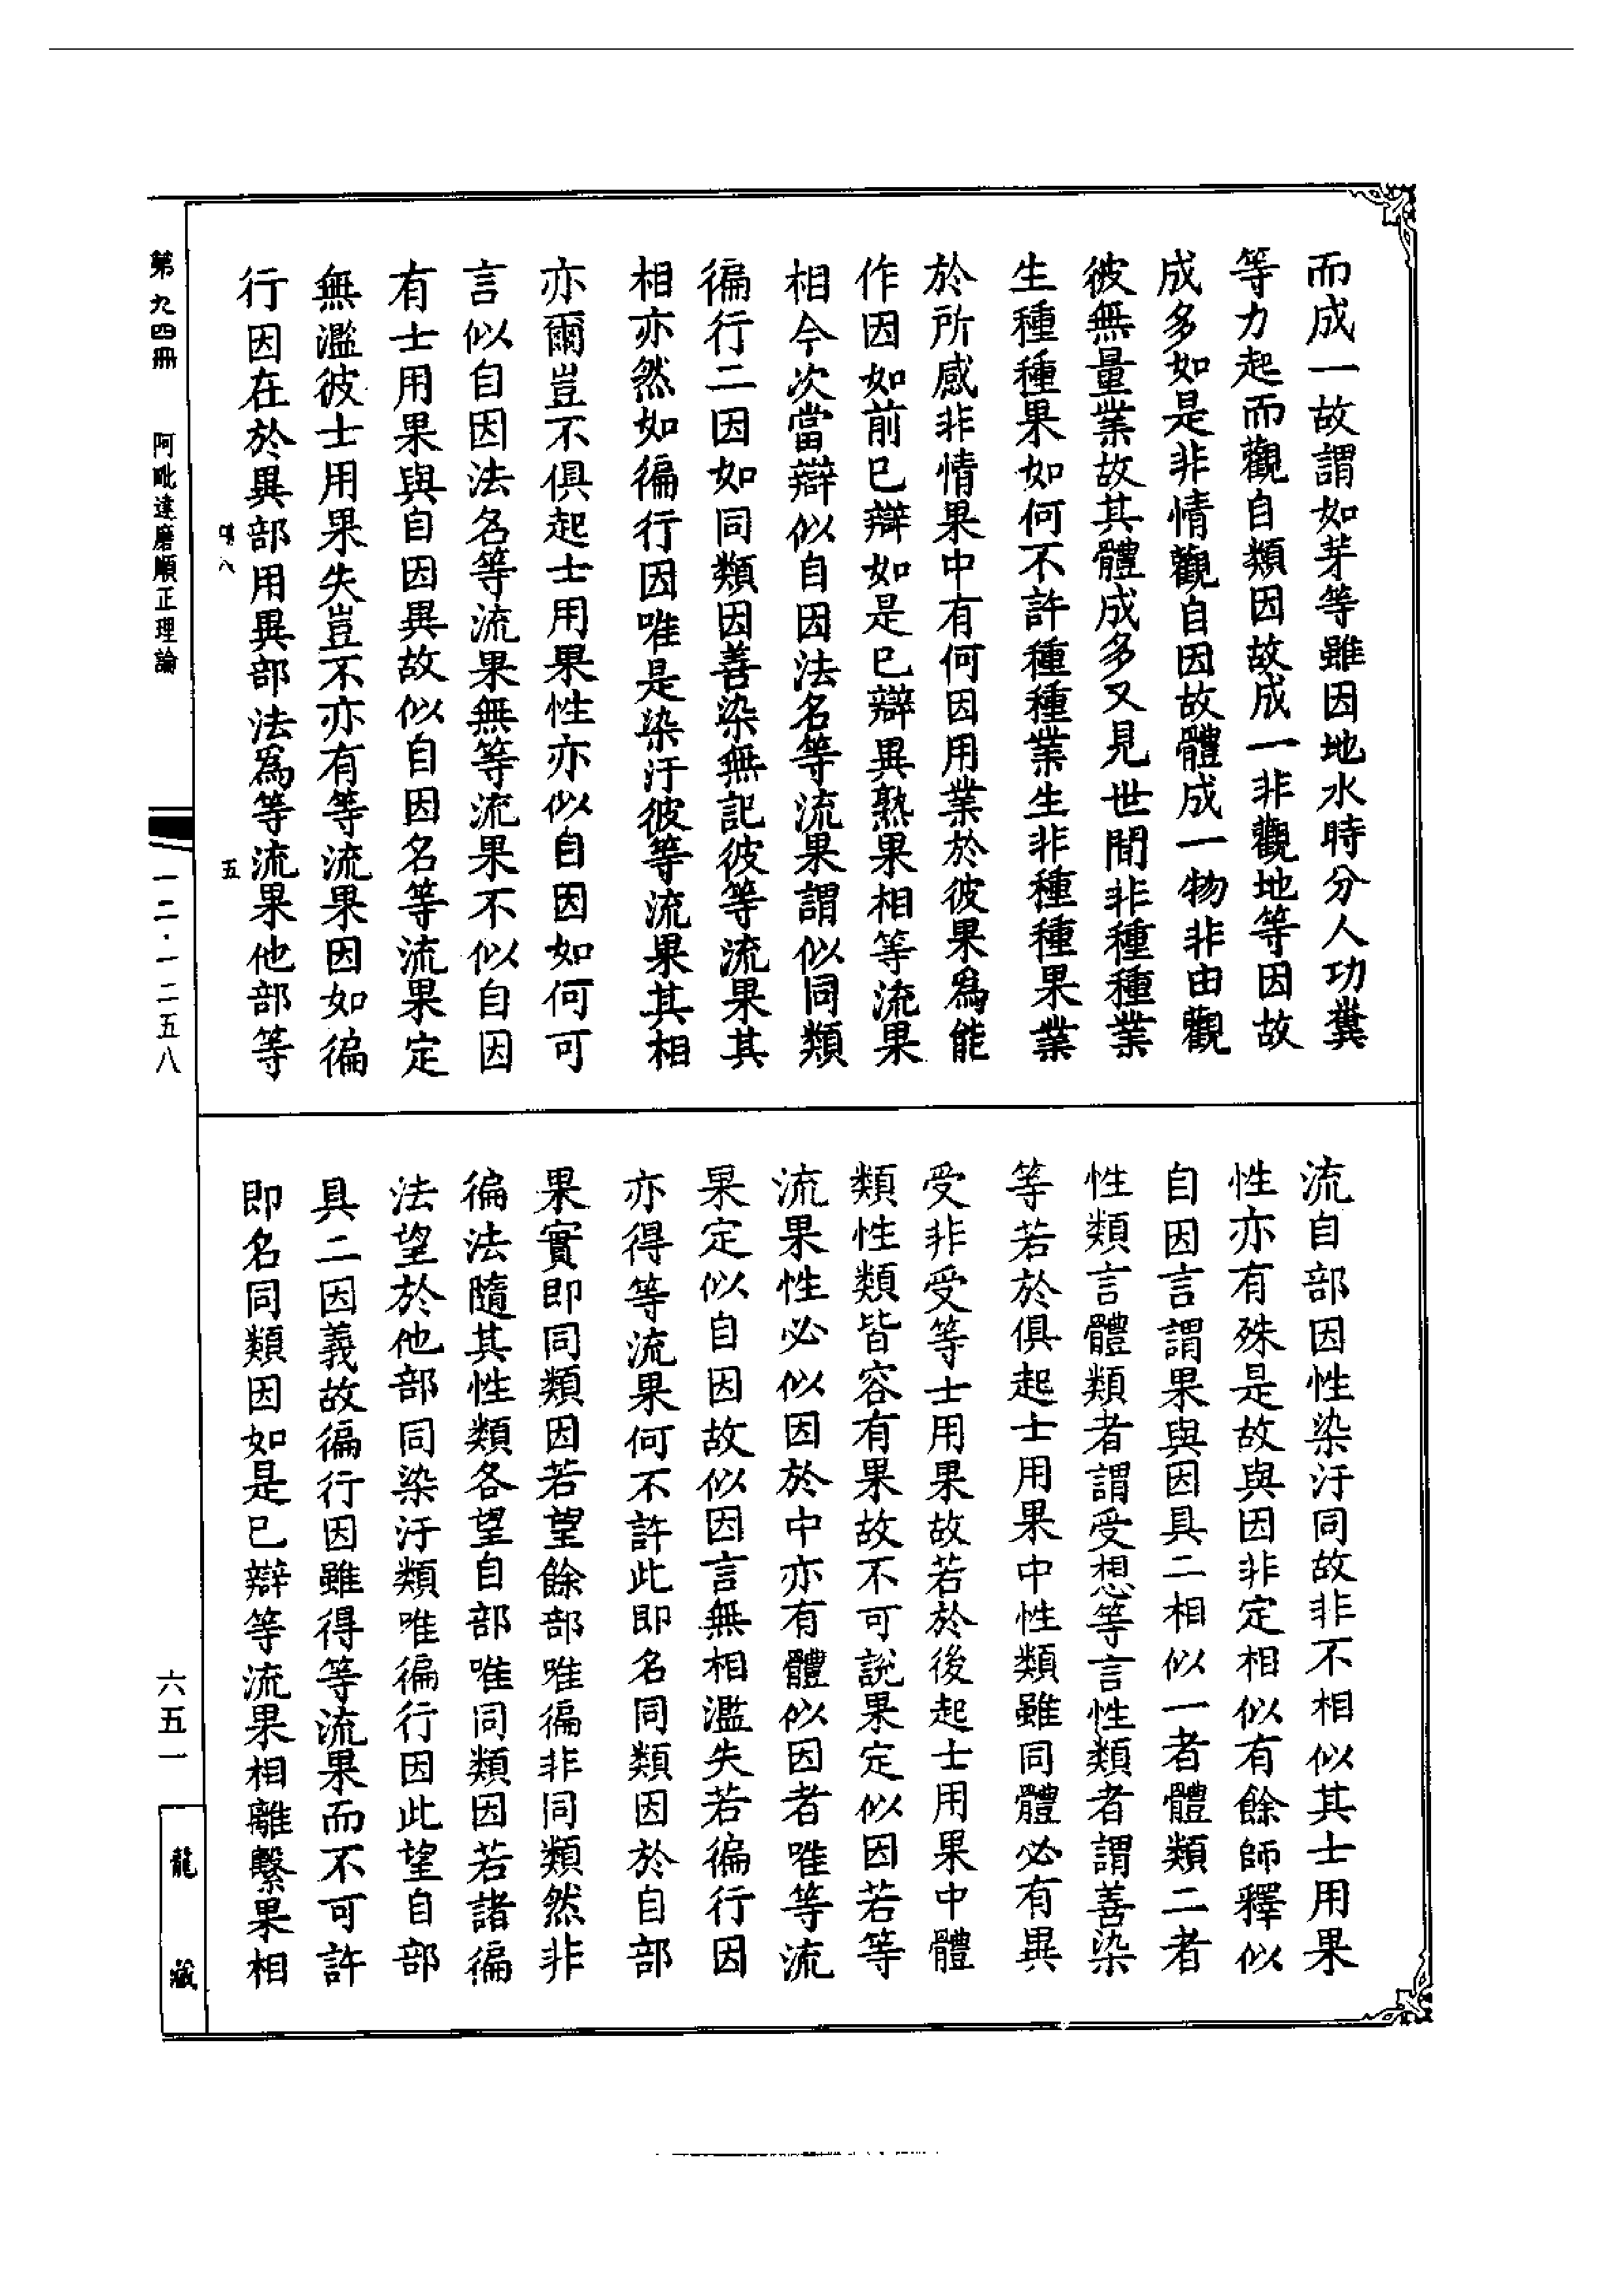 而成一故謂如芽等雖因地水時分人功糞
等力起而觀自類因故成一非觀地等因故
成多如是非情觀自因故體成一物非由觀
彼無量業故其體成多又見世間非種種業
生種種果如何不許種種業生非種種果業
於所感非情果中有何因用業於彼果爲能
作因如前已辯如是已辯異熟果相等流果
相今次當辯似自因法名等流果謂似同類
徧行二因如同類因善染無記彼等流果其
相亦然如徧行因唯是染汙彼等流果其相
亦爾豈不俱起士用果性亦似自因如何可
言似自因法名等流果無等流果不似自因
有士用果與自因異故似自因名等流果定
無濫彼士用果失豈不亦有等流果因如徧
行因在於異部用異部法爲等流果他部等
流自部因性染汙同故非不相似其士用果
性亦有殊是故與因非定相似有餘師釋似
自因言謂果與因具二相似一者體類二者
性類言體類者謂受想等言性類者謂善染
等若於俱起士用果中性類雖同體必有異
受非受等士用果故若於後起士用果中體
類性類皆容有果故不可說果定似因若等
流果性必似因於中亦有體似因者唯等流
果定似自因故似因言無相濫失若徧行因
亦得等流果何不許此即名同類因於自部
果實即同類因若望餘部唯徧非同類然非
徧法隨其性類各望自部唯同類因若諸徧
法望於他部同染汙類唯徧行因此望自部
具二因義故徧行因雖得等流果而不可許
即名同類因如是已辯等流果相離繫果相
第九四冊　阿毗達磨順正理論
八
五
一二·一二五八
六五一
龍藏